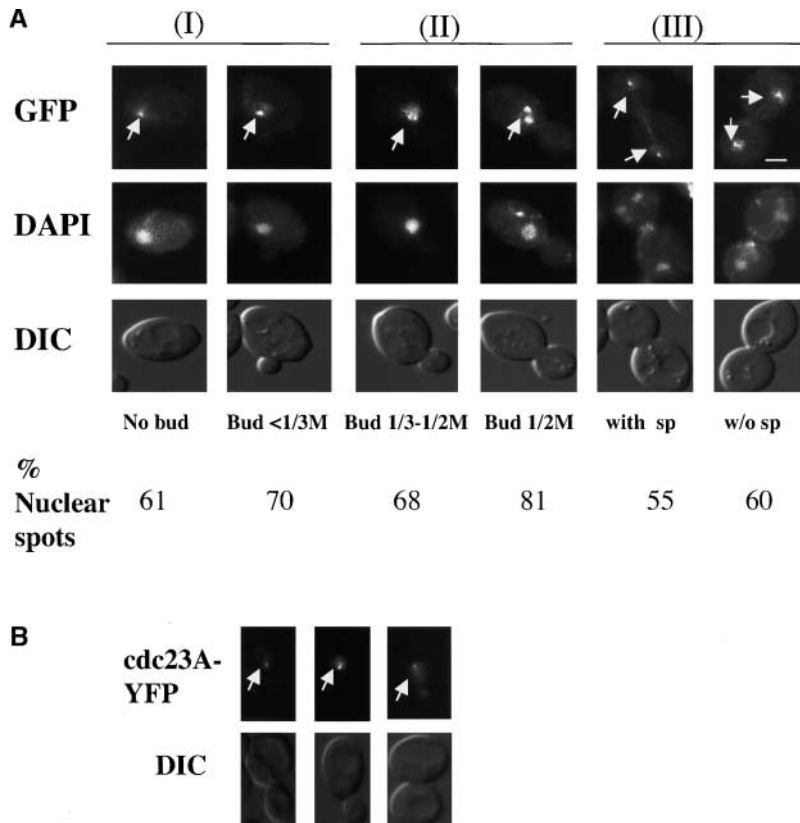 A
(I) (II) (III)
GFP
DAPI
DIC
No bud Bud <1/3M Bud 1/3-1/2M Bud 1/2M with sp w/o sp
%
Nuclear 61 70 68 81 55 60
spots
B
cdc23A-
YFP
DIC